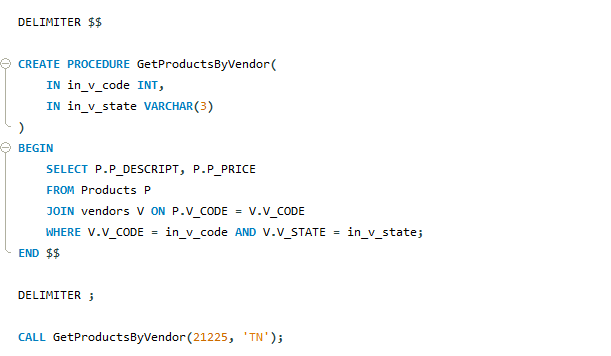 DELIMITER $$
CREATE PROCEDURE GetProductsByVendor(
IN in_v_code INT,
IN in_v_state VARCHAR(3)
)
BEGIN
SELECT P.P_DESCRIPT, P.P_PRICE
FROM Products P
JOIN vendors V ON P.V_CODE = V.V_CODE
WHERE V.V_CODE = in_v_code AND V.V_STATE = in_v_state;
END $$
DELIMITER ;
CALL GetProductsByVendor(21225, 'TN');